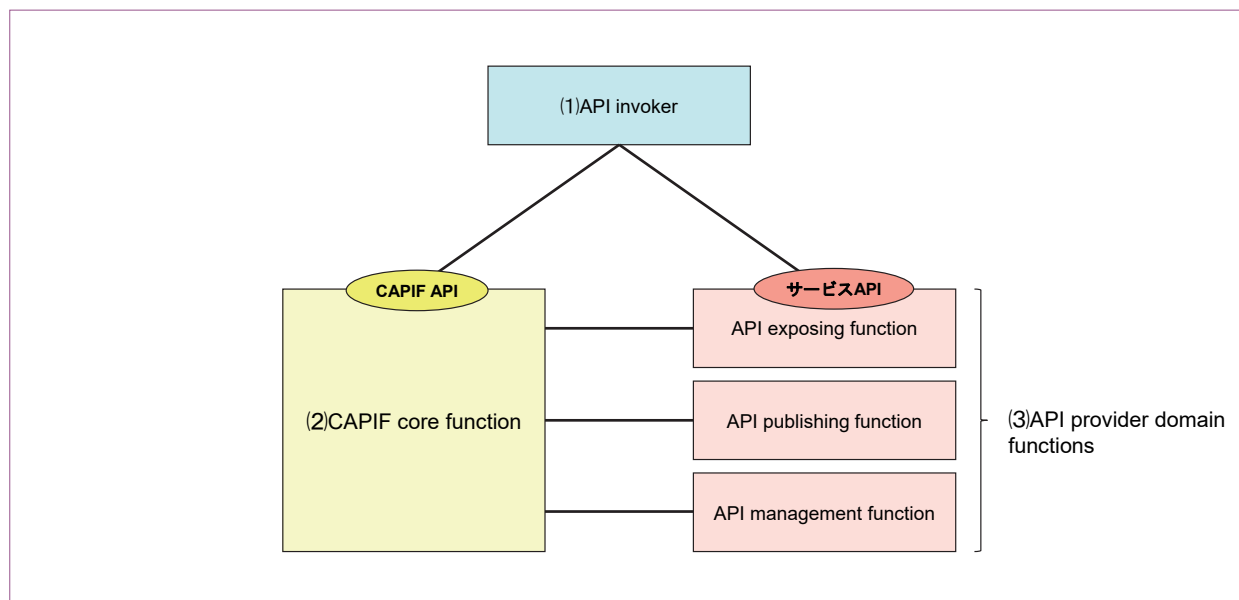 ⑴API invoker
CAPIF API
サービスAPI
API exposing function
⑵CAPIF core function
API publishing function
⑶API provider domain
functions
API management function